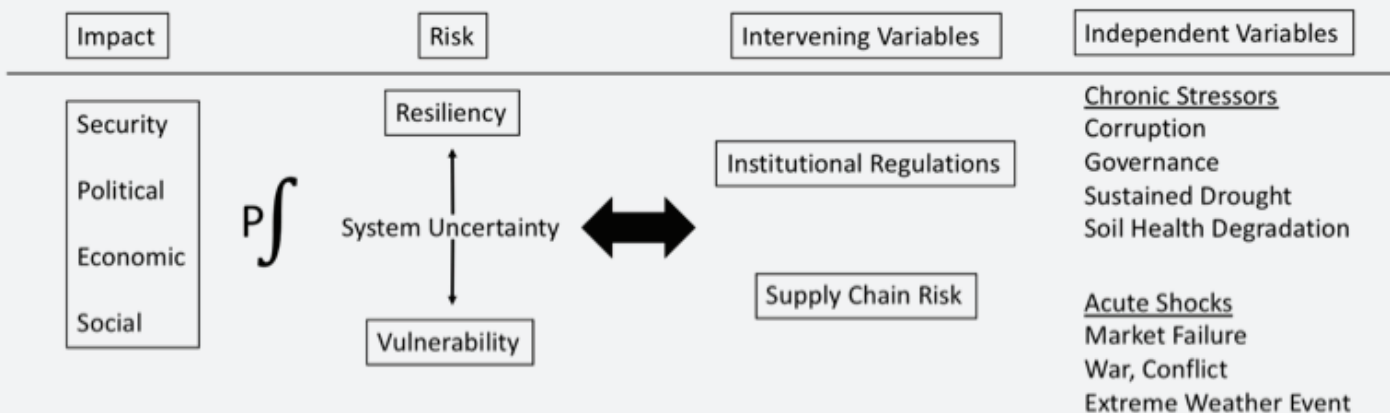 Impact
Risk
Intervening Variables
Independent Variables
Security
Political
Economic
Social
P∫
Resiliency
System Uncertainty
Vulnerability
Institutional Regulations
Supply Chain Risk
Chronic Stressors
Corruption
Governance
Sustained Drought
Soil Health Degradation
Acute Shocks
Market Failure
War, Conflict
Extreme Weather Event